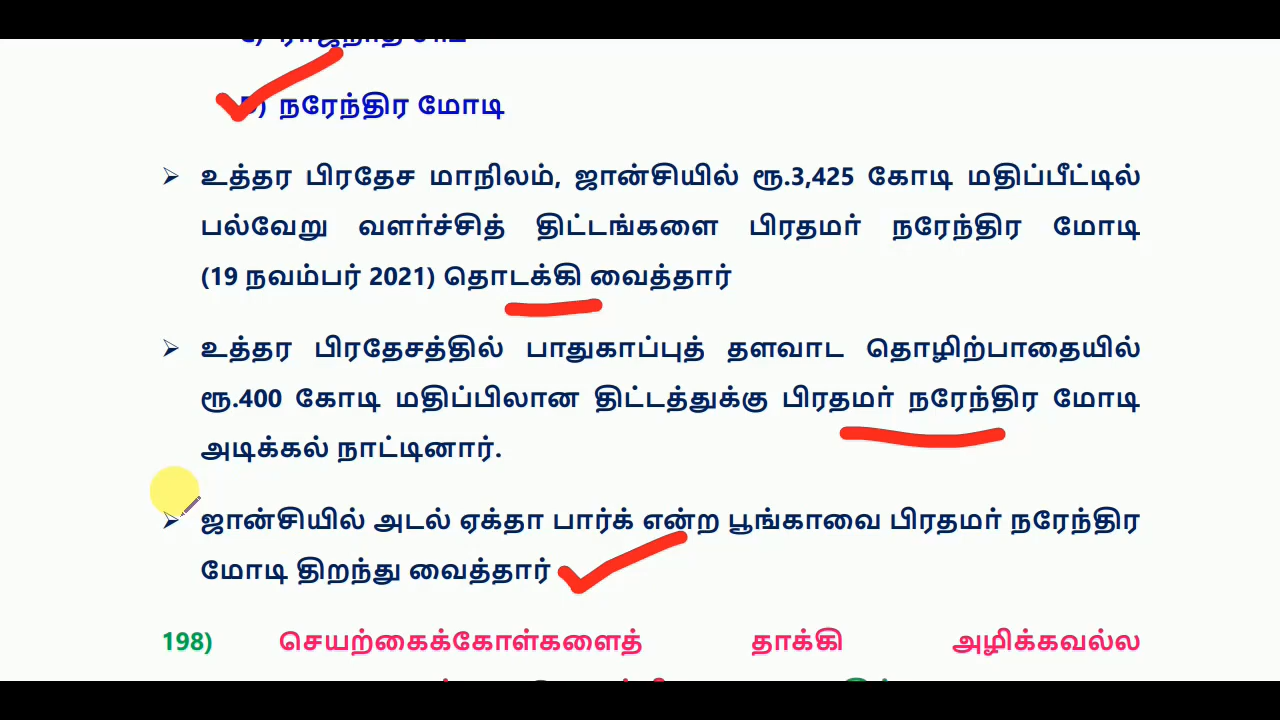 D) நரேந்திர மோடி
➢ உத்தர பிரதேச மாநிலம், ஜான்சியில் ரூ.3,425 கோடி மதிப்பீட்டில்
பல்வேறு வளர்ச்சித் திட்டங்களை பிரதமர் நரேந்திர மோடி
(19 நவம்பர் 2021) தொடக்கி வைத்தார்
➢ உத்தர பிரதேசத்தில் பாதுகாப்புத் தளவாட தொழிற்பாதையில்
ரூ.400 கோடி மதிப்பிலான திட்டத்துக்கு பிரதமர் நரேந்திர மோடி
அடிக்கல் நாட்டினார்.
➢ ஜான்சியில் அடல் ஏக்தா பார்க் என்ற பூங்காவை பிரதமர் நரேந்திர
மோடி திறந்து வைத்தார்
198) செயற்கைக்கோள்களைத் தாக்கி அழிக்கவல்ல